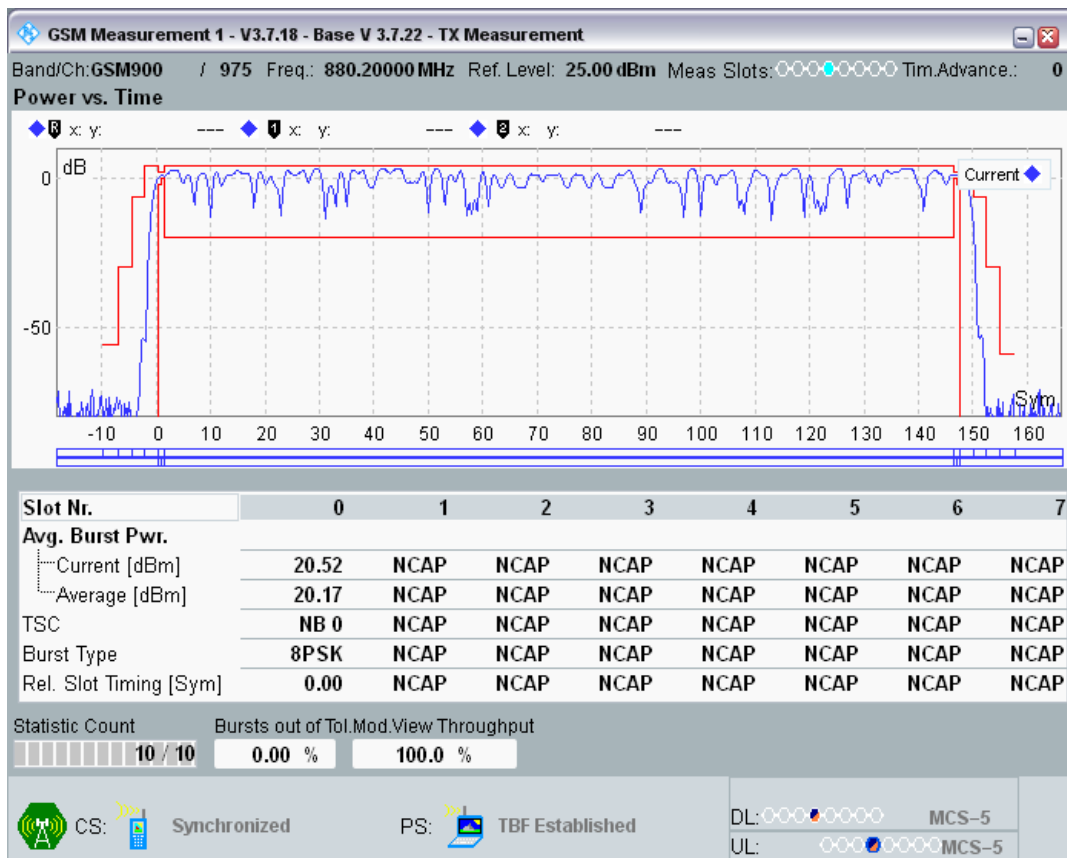 GSM Measurement 1 - V3.7.18 - Base V 3.7.22 - TX Measurement
Band/Ch:GSM900 / 975 Freq.: 880.20000 MHz Ref. Level: 25.00 dBm Meas Slots: Tim.Advance.: 0
Power vs. Time
R x: y: --- 1 x: y: --- 2 x: y: ---
dB
Current
0
-50
Sym
-10 0 10 20 30 40 50 60 70 80 90 100 110 120 130 140 150 160
Slot Nr. 0 1 2 3 4 5 6 7
Avg. Burst Pwr.
Current [dBm] 20.52 NCAP NCAP NCAP NCAP NCAP NCAP NCAP
Average [dBm] 20.17 NCAP NCAP NCAP NCAP NCAP NCAP NCAP
TSC NB 0 NCAP NCAP NCAP NCAP NCAP NCAP NCAP
Burst Type 8PSK NCAP NCAP NCAP NCAP NCAP NCAP NCAP
Rel. Slot Timing [Sym] 0.00 NCAP NCAP NCAP NCAP NCAP NCAP NCAP
Statistic Count Bursts out of Tol.Mod.View Throughput
10 / 10 0.00 % 100.0 %
CS: Synchronized PS: TBF Established DL: MCS-5
UL: MCS-5